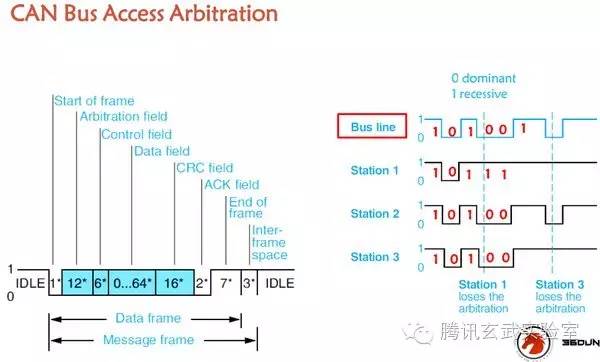 CAN Bus Access Arbitration
Start of frame
Arbitration field
Control field
Data field
CRC field
ACK field
End of
frame
Inter-
frame
space
1
0
IDLE
1*
12*
6*
0...64*
16*
2*
7*
3*
IDLE
Data frame
Message frame
0 dominant
1 recessive
Bus line
1
0
1 0 1 0 0 1
Station 1
1
0
1 0 1 1 1
Station 2
1
0
1 0 1 0 0
Station 3
1
0
1 0 1 0 0
Station 1
loses the
arbitration
Station 3
loses the
arbitration
腾讯玄武实验室
36DUN